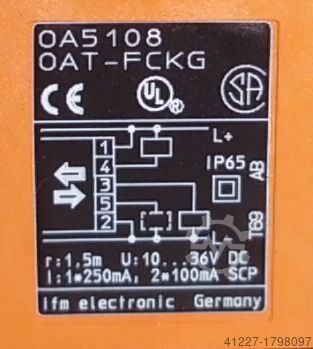 OA5108
OAT-FCKG
CE UL ® SA
L+
1
4
3
5
2
IP65
AB
T69
L-
r:1,5m U:10...36V DC
I:1*250mA, 2*100mA SCP
ifm electronic Germany
41227-1798097